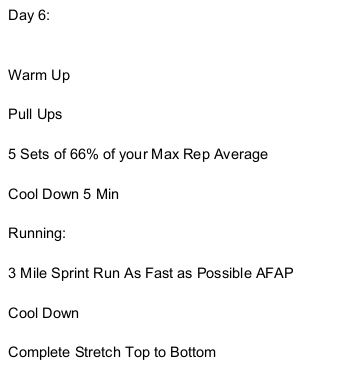 Day 6:
Warm Up
Pull Ups
5 Sets of 66% of your Max Rep Average
Cool Down 5 Min
Running:
3 Mile Sprint Run As Fast as Possible AFAP
Cool Down
Complete Stretch Top to Bottom